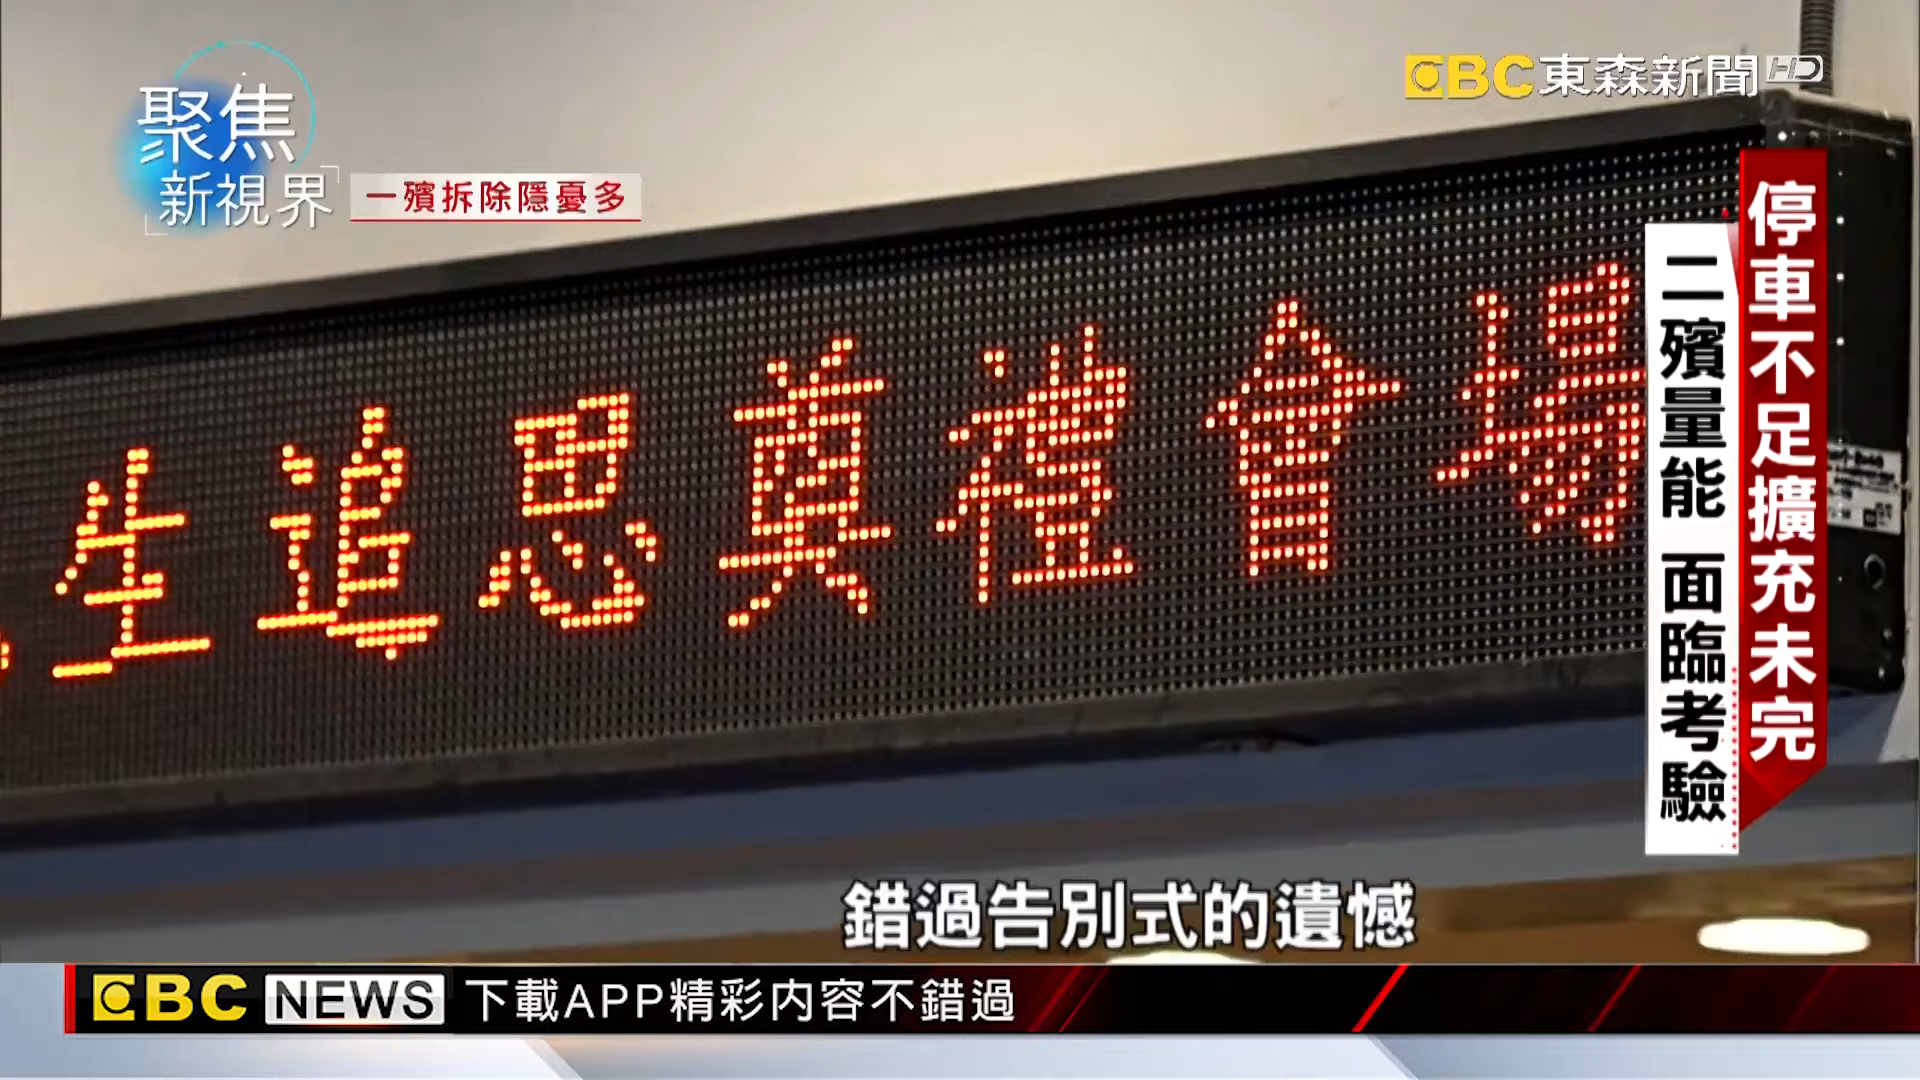 聚焦
新視界
一殯拆除隱憂多
EBC東森新聞HD
停車不足擴充未完
二殯量能 面臨考驗
生追思奠禮會場
錯過告別式的遺憾
EBC NEWS 下載APP精彩内容不錯過